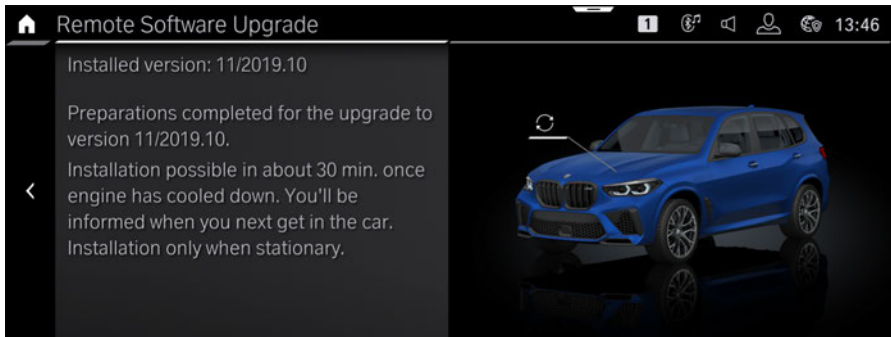 Remote Software Upgrade
1
13:46
Installed version: 11/2019.10
Preparations completed for the upgrade to
version 11/2019.10.
Installation possible in about 30 min. once
engine has cooled down. You'll be
informed when you next get in the car.
Installation only when stationary.